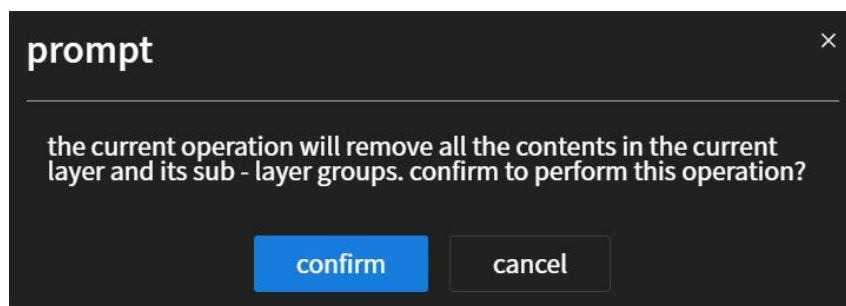 prompt
the current operation will remove all the contents in the current
layer and its sub - layer groups. confirm to perform this operation?
confirm
cancel